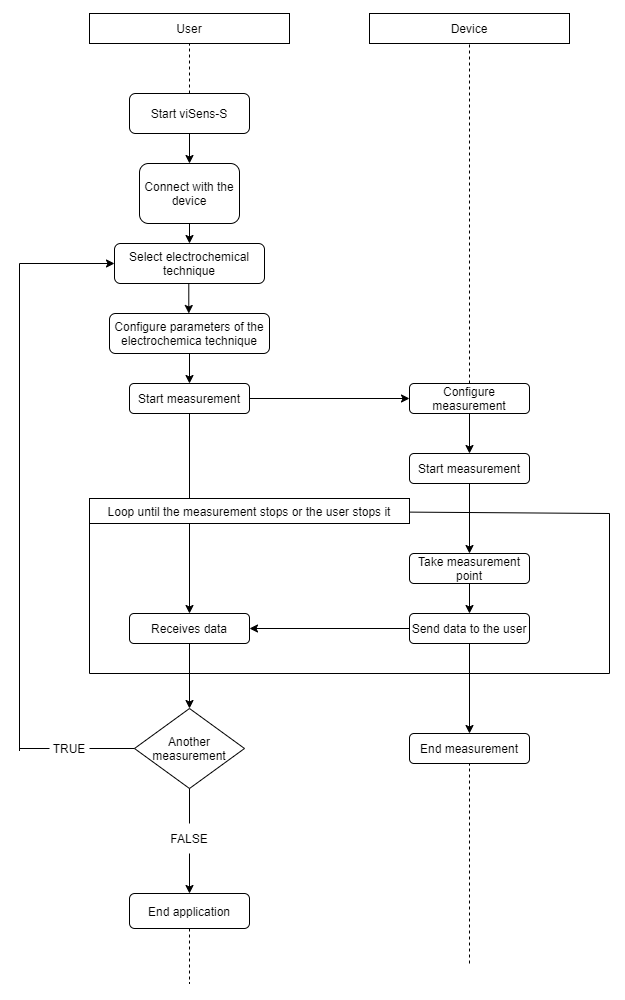 User
Device
Start viSens-S
Connect with the
device
Select electrochemical
technique
Configure parameters of the
electrochemica technique
Start measurement
Configure
measurement
Start measurement
Loop until the measurement stops or the user stops it
Take measurement
point
Receives data
Send data to the user
Another
measurement
TRUE
End measurement
FALSE
End application